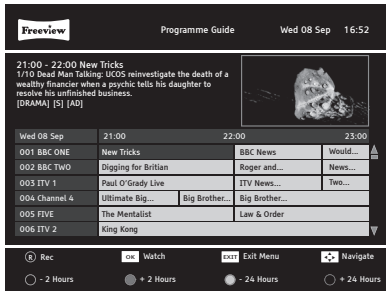 Freeview Programme Guide Wed 08 Sep 16:52
21:00 - 22:00 New Tricks
1/10 Dead Man Talking: UCOS reinvestigate the death of a
wealthy financier when a psychic tells his daughter to
resolve his unfinished business.
[DRAMA] [S] [AD]
Wed 08 Sep 21:00 22:00 23:00
001 BBC ONE New Tricks BBC News Would...
002 BBC TWO Digging for Britian Roger and... News...
003 ITV 1 Paul O'Grady Live ITV News... Two...
004 Channel 4 Ultimate Big... Big Brother... Big Brother...
005 FIVE The Mentalist Law & Order
006 ITV 2 King Kong
R Rec OK Watch EXIT Exit Menu Navigate
- 2 Hours + 2 Hours - 24 Hours + 24 Hours